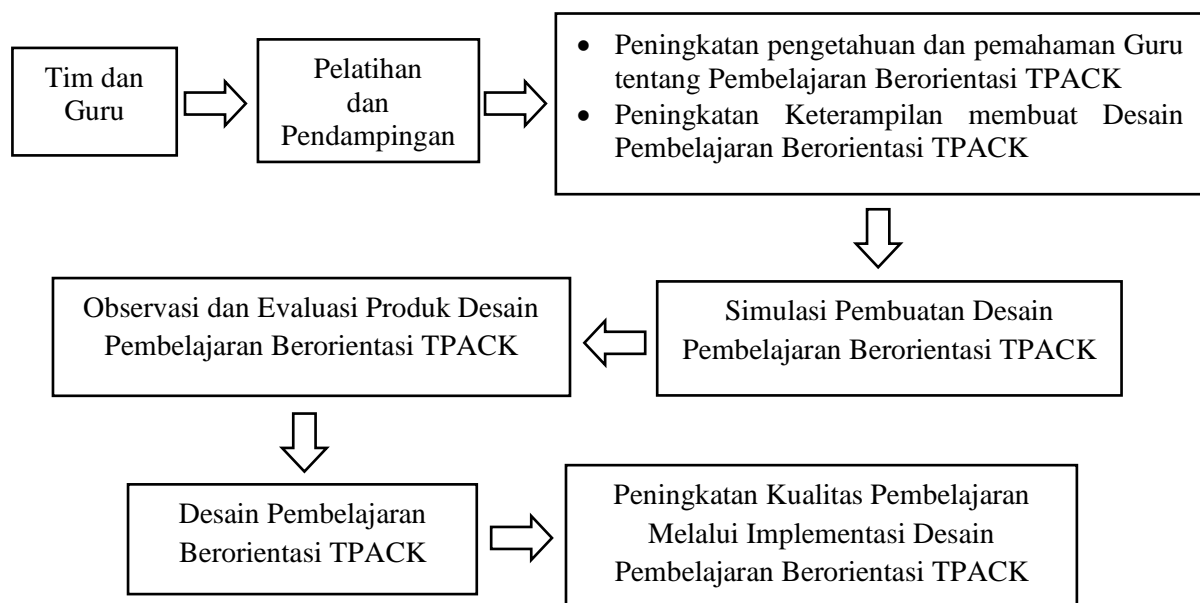 Tim dan
Guru
Pelatihan
dan
Pendampingan
• Peningkatan pengetahuan dan pemahaman Guru
tentang Pembelajaran Berorientasi TPACK
• Peningkatan Keterampilan membuat Desain
Pembelajaran Berorientasi TPACK
Simulasi Pembuatan Desain
Pembelajaran Berorientasi TPACK
Observasi dan Evaluasi Produk Desain
Pembelajaran Berorientasi TPACK
Desain Pembelajaran
Berorientasi TPACK
Peningkatan Kualitas Pembelajaran
Melalui Implementasi Desain
Pembelajaran Berorientasi TPACK